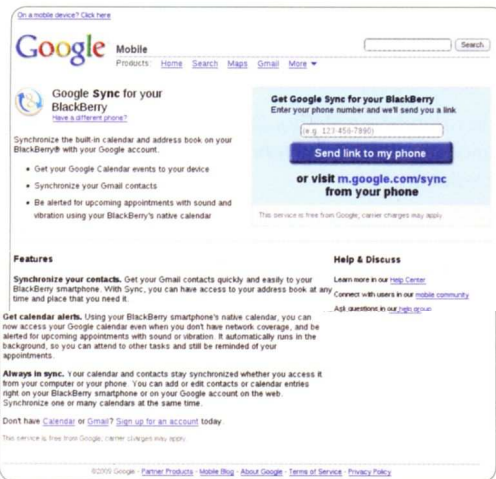 On a mobile device? Click here
Google Mobile
Search
Products: Home Search Maps Gmail More ▼
Google Sync for your
BlackBerry
Have a different phone?
Synchronize the built-in calendar and address book on your
BlackBerry® with your Google account.
• Get your Google Calendar events to your device
• Synchronize your Gmail contacts
• Be alerted for upcoming appointments with sound and
vibration using your BlackBerry's native calendar
Get Google Sync for your BlackBerry
Enter your phone number and we'll send you a link
(e.g. 123-456-7890)
Send link to my phone
or visit m.google.com/sync
from your phone
This service is free from Google; carrier charges may apply.
Features
Synchronize your contacts. Get your Gmail contacts quickly and easily to your
BlackBerry smartphone. With Sync, you can have access to your address book at any
time and place that you need it.
Get calendar alerts. Using your BlackBerry smartphone's native calendar, you can
now access your Google calendar even when you don't have network coverage, and be
alerted for upcoming appointments with sound or vibration. It automatically runs in the
background, so you can attend to other tasks and still be reminded of your
appointments.
Always in sync. Your calendar and contacts stay synchronized whether you access it
from your computer or your phone. You can add or edit contacts or calendar entries
right on your BlackBerry smartphone or on your Google account on the web.
Synchronize one or many calendars at the same time.
Don't have Calendar or Gmail? Sign up for an account today
This service is free from Google; carrier charges may apply.
Help & Discuss
Learn more in our Help Center
Connect with users in our mobile community
Ask questions in our help group
©2009 Google - Partner Products - Mobile Blog - About Google - Terms of Service - Privacy Policy